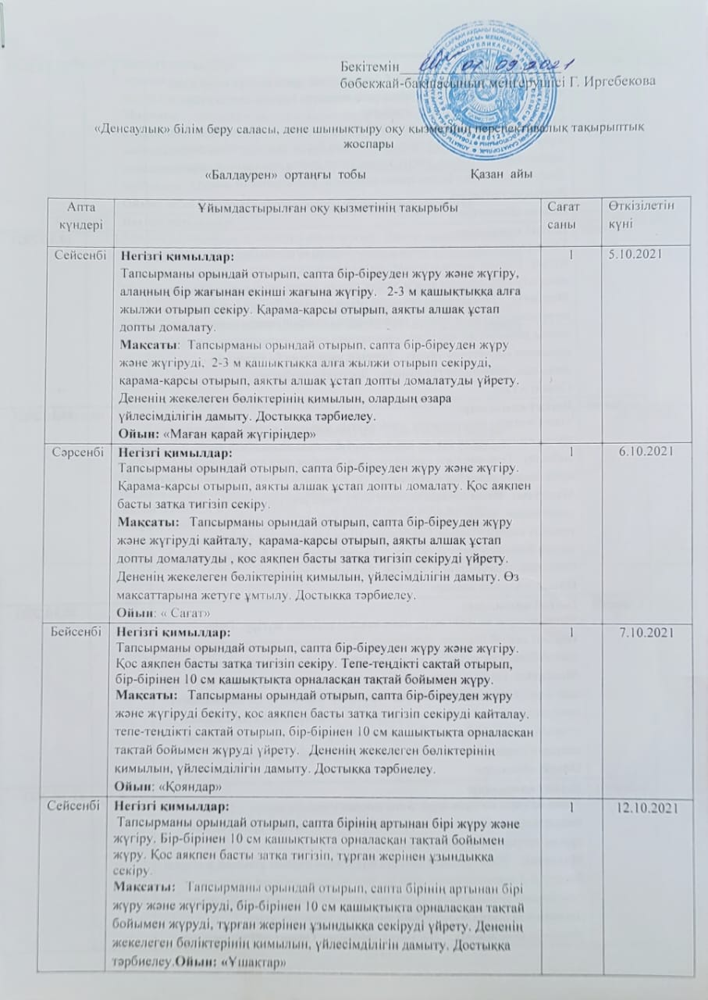 Бекітемін 01 09 2021
бөбекжай-бақшасының меңгерушісі Г. Иргебекова
«Денсаулық» білім беру саласы, дене шынықтыру оқу қызметінің перспективалық тақырыптық
жоспары
«Балдаурен» ортаңғы тобы Қазан айы
Апта күндері
Ұйымдастырылған оқу қызметінің тақырыбы
Сағат саны
Өткізілетін күні
Сейсенбі
Негізгі қимылдар:
Тапсырманы орындай отырып, сапта бір-біреуден жүру және жүгіру,
алаңның бір жағынан екінші жағына жүгіру. 2-3 м қашықтыққа алға
жылжи отырып секіру. Қарама-қарсы отырып, аяқты алшақ ұстап
допты домалату.
Мақсаты: Тапсырманы орындай отырып, сапта бір-біреуден жүру
және жүгіруді, 2-3 м қашықтыққа алға жылжи отырып секіруді,
қарама-қарсы отырып, аяқты алшақ ұстап допты домалатуды үйрету.
Дененің жекелеген бөліктерінің қимылын, олардың өзара
үйлесімділігін дамыту. Достыққа тәрбиелеу.
Ойын: «Маған қарай жүгіріңдер»
1
5.10.2021
Сәрсенбі
Негізгі қимылдар:
Тапсырманы орындай отырып, сапта бір-біреуден жүру және жүгіру.
Қарама-қарсы отырып, аяқты алшақ ұстап допты домалату. Қос аяқпен
басты затқа тигізіп секіру.
Мақсаты: Тапсырманы орындай отырып, сапта бір-біреуден жүру
және жүгіруді қайталу, қарама-қарсы отырып, аяқты алшақ ұстап
допты домалатуды , қос аяқпен басты затқа тигізіп секіруді үйрету.
Дененің жекелеген бөліктерінің қимылын, үйлесімділігін дамыту. Өз
мақсаттарына жетуге ұмтылу. Достыққа тәрбиелеу.
Ойын: « Сағат»
1
6.10.2021
Бейсенбі
Негізгі қимылдар:
Тапсырманы орындай отырып, сапта бір-біреуден жүру және жүгіру.
Қос аяқпен басты затқа тигізіп секіру. Тепе-теңдікті сақтай отырып,
бір-бірінен 10 см қашықтықта орналасқан тақтай бойымен жүру.
Мақсаты: Тапсырманы орындай отырып, сапта бір-біреуден жүру
және жүгіруді бекіту, қос аяқпен басты затқа тигізіп секіруді қайталау.
тепе-теңдікті сақтай отырып, бір-бірінен 10 см қашықтықта орналасқан
тақтай бойымен жүруді үйрету. Дененің жекелеген бөліктерінің
қимылын, үйлесімділігін дамыту. Достыққа тәрбиелеу.
Ойын: «Қояндар»
1
7.10.2021
Сейсенбі
Негізгі қимылдар:
Тапсырманы орындай отырып, сапта бірінің артынан бірі жүру және
жүгіру. Бір-бірінен 10 см қашықтықта орналасқан тақтай бойымен
жүру. Қос аяқпен басты затқа тигізіп, тұрған жерінен ұзындыққа
секіру.
Мақсаты: Тапсырманы орындай отырып, сапта бірінің артынан бірі
жүру және жүгіруді, бір-бірінен 10 см қашықтықта орналасқан тақтай
бойымен жүруді, тұрған жерінен ұзындыққа секіруді үйрету. Дененің
жекелеген бөліктерінің қимылын, үйлесімділігін дамыту. Достыққа
тәрбиелеу.Ойын: «Ұшақтар»
1
12.10.2021